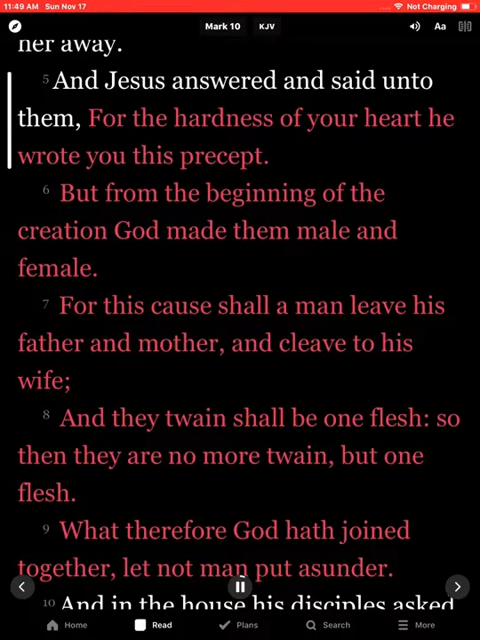 11:49 AM Sun Nov 17
Not Charging
Mark 10 KJV
Aa
her away.
5 And Jesus answered and said unto
them, For the hardness of your heart he
wrote you this precept.
6 But from the beginning of the
creation God made them male and
female.
7 For this cause shall a man leave his
father and mother, and cleave to his
wife;
8 And they twain shall be one flesh: so
then they are no more twain, but one
flesh.
9 What therefore God hath joined
together, let not man put asunder.
10 And in the house his disciples asked
Home Read Plans Search More